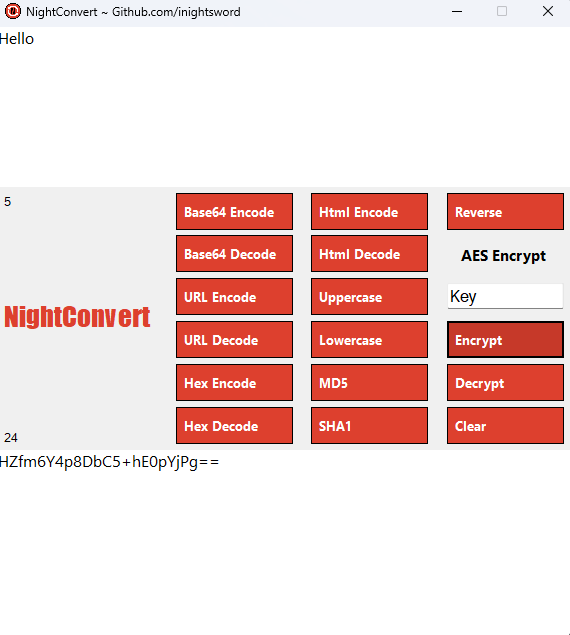 NightConvert ~ Github.com/inightsword
Hello
5
Base64 Encode
Html Encode
Reverse
Base64 Decode
Html Decode
AES Encrypt
URL Encode
Uppercase
Key
NightConvert
URL Decode
Lowercase
Encrypt
Hex Encode
MD5
Decrypt
Hex Decode
SHA1
Clear
24
HZfm6Y4p8DbC5+hE0pYjPg==